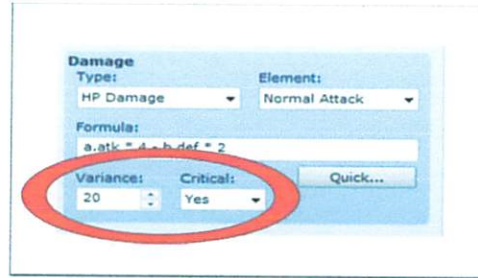 Damage
Type: Element:
HP Damage Normal Attack
Formula:
a.atk * 4 - b.def * 2
Variance: Critical: Quick...
20 Yes